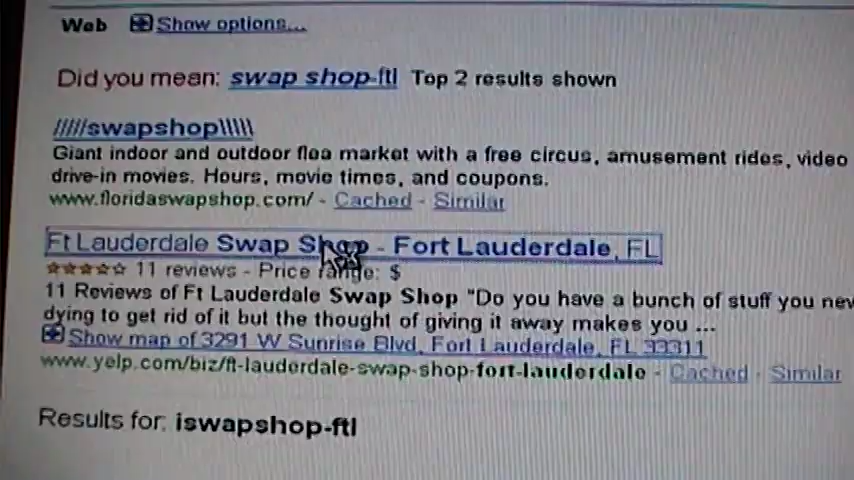 Web Show options...
Did you mean: swap shop-ftl Top 2 results shown
/////swapshop\\\\\
Giant indoor and outdoor flea market with a free circus, amusement rides, video
drive-in movies. Hours, movie times, and coupons.
www.floridaswapshop.com/ - Cached - Similar
Ft Lauderdale Swap Shop - Fort Lauderdale, FL
11 reviews - Price range: $
11 Reviews of Ft Lauderdale Swap Shop "Do you have a bunch of stuff you nev
dying to get rid of it but the thought of giving it away makes you ...
Show map of 3291 W Sunrise Blvd, Fort Lauderdale, FL 33311
www.yelp.com/biz/ft-lauderdale-swap-shop-fort-lauderdale - Cached - Similar
Results for: iswapshop-ftl